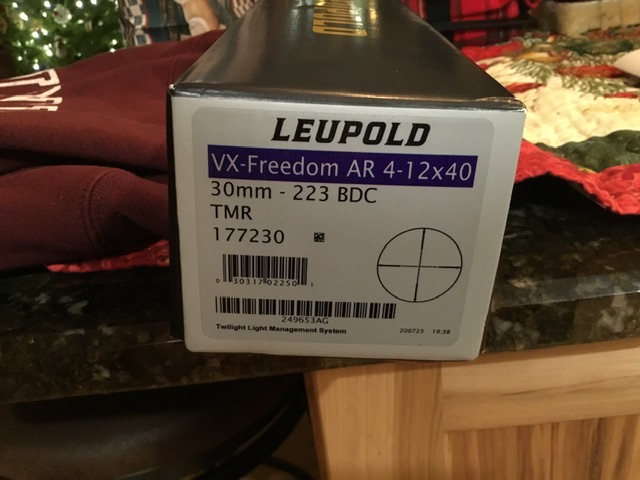 LEUPOLD
VX-Freedom AR 4-12x40
30mm - 223 BDC
TMR
177230
0 30317 02250 1
249653AG
Twilight Light Management System
200723 19:38